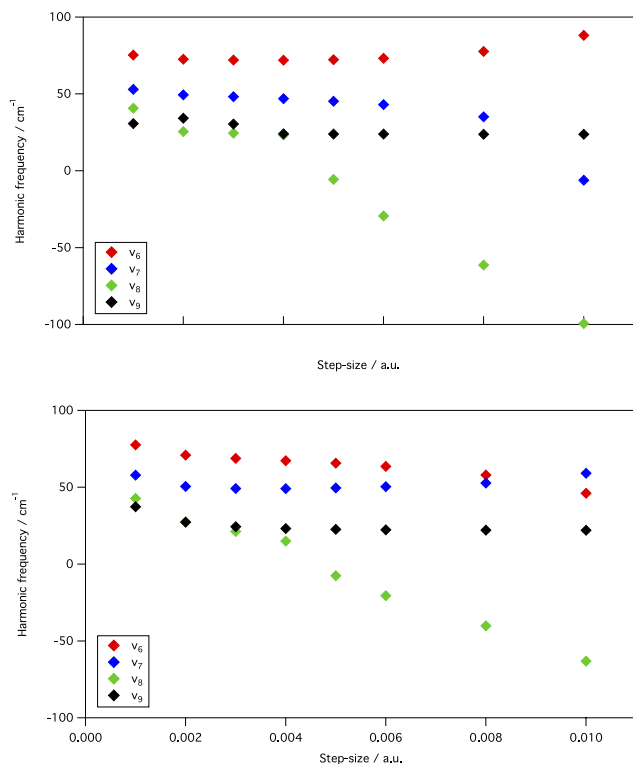 100
50
0
-50
-100
Harmonic frequency / cm⁻¹
v₆
v₇
v₈
v₉
Step-size / a.u.
100
50
0
-50
-100
Harmonic frequency / cm⁻¹
v₆
v₇
v₈
v₉
0.000 0.002 0.004 0.006 0.008 0.010
Step-size / a.u.